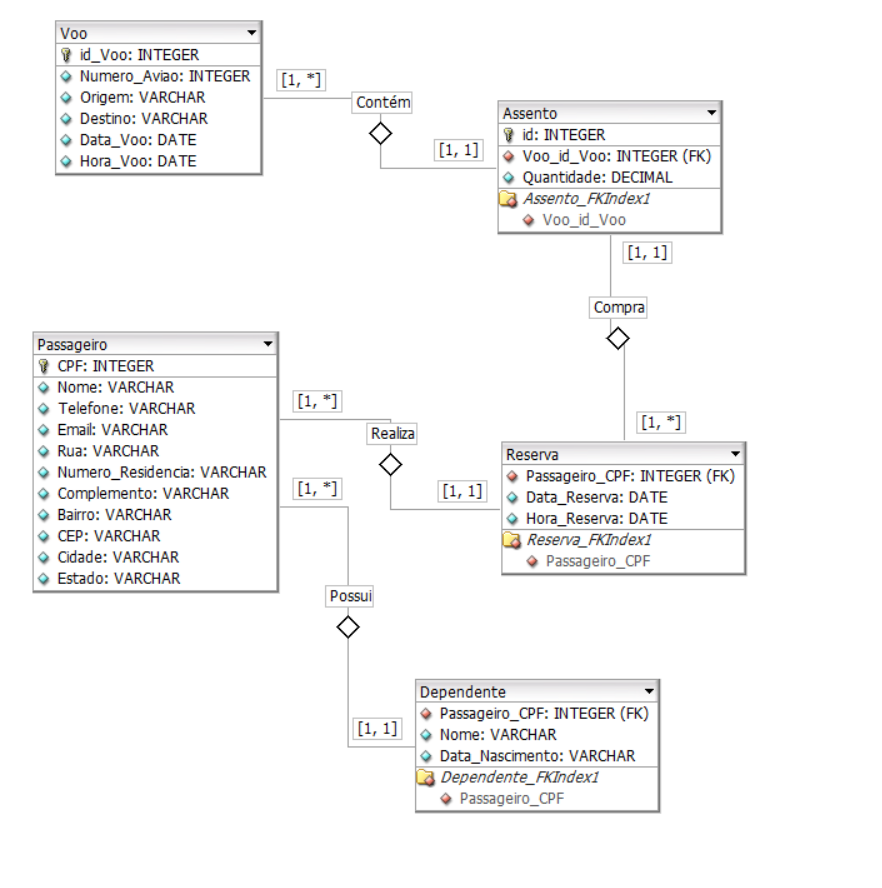 Voo
id_Voo: INTEGER
Numero_Aviao: INTEGER
Origem: VARCHAR
Destino: VARCHAR
Data_Voo: DATE
Hora_Voo: DATE
[1, *]
Contém
[1, 1]
Assento
id: INTEGER
Voo_id_Voo: INTEGER (FK)
Quantidade: DECIMAL
Assento_FKIndex1
Voo_id_Voo
[1, 1]
Compra
[1, *]
Passageiro
CPF: INTEGER
Nome: VARCHAR
Telefone: VARCHAR
Email: VARCHAR
Rua: VARCHAR
Numero_Residencia: VARCHAR
Complemento: VARCHAR
Bairro: VARCHAR
CEP: VARCHAR
Cidade: VARCHAR
Estado: VARCHAR
[1, *]
Realiza
[1, 1]
Reserva
Passageiro_CPF: INTEGER (FK)
Data_Reserva: DATE
Hora_Reserva: DATE
Reserva_FKIndex1
Passageiro_CPF
[1, *]
Possui
[1, 1]
Dependente
Passageiro_CPF: INTEGER (FK)
Nome: VARCHAR
Data_Nascimento: VARCHAR
Dependente_FKIndex1
Passageiro_CPF